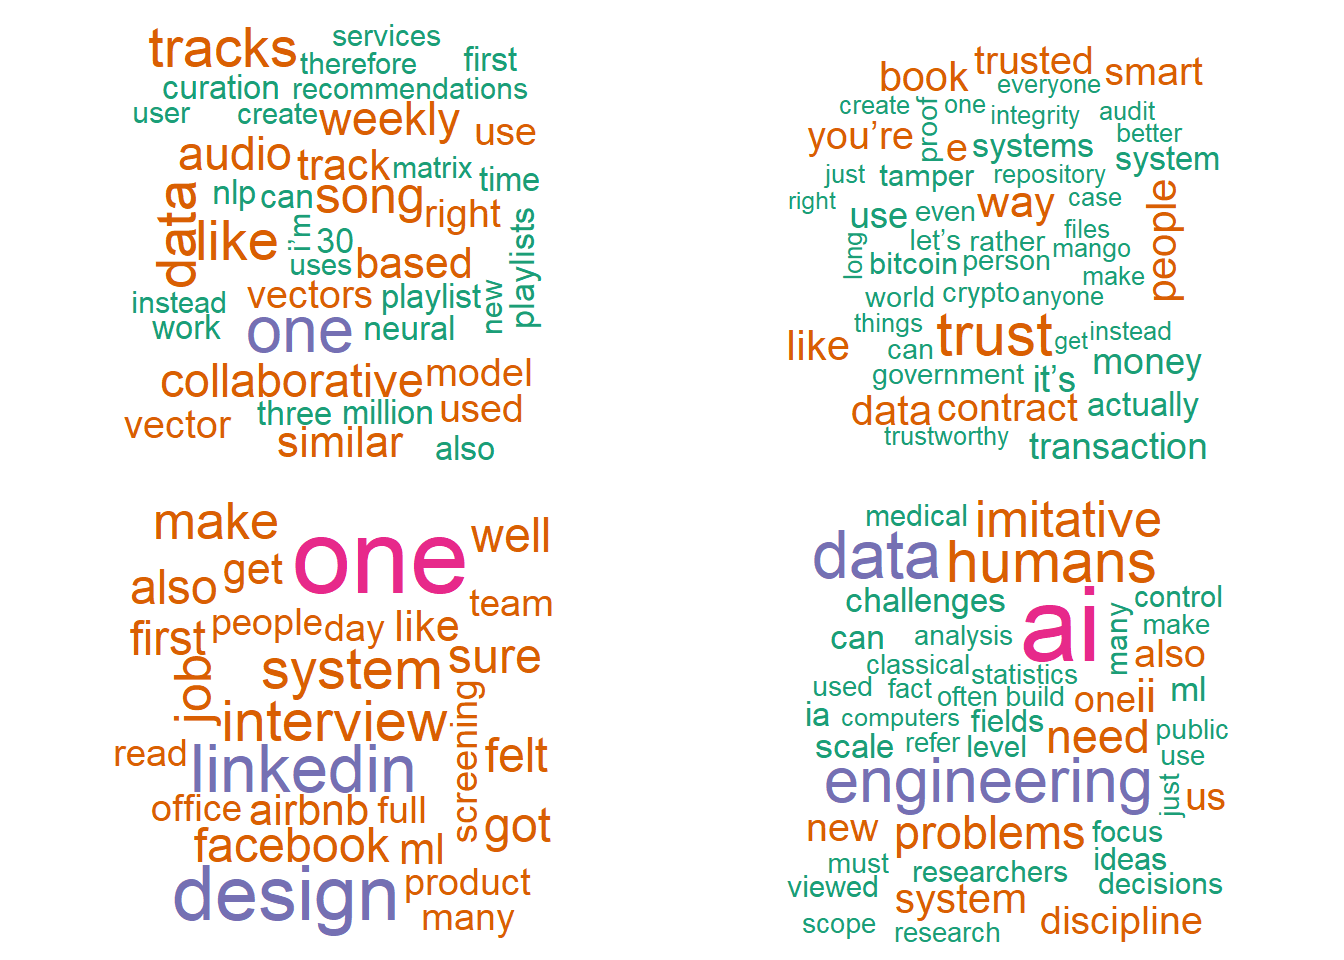 tracks services
therefore first
curation recommendations
user create weekly use
audio track matrix time
data nlp can song right
like i'm 30 playlists
uses based
instead vectors playlist new
work one neural
collaborative model
vector three million used
similar also
book trusted smart
everyone
create proof one integrity audit
you're e systems better
system
just tamper repository
right use even way case people
long let's rather files
bitcoin person mango
make
world crypto anyone
things trust get instead
like can money
government it's
data contract actually
trustworthy transaction
make one well
also get team
first people day like
job system sure
interview screening
read linkedin felt
office airbnb full got
facebook ml
design product
many
medical imitative
data humans
challenges ai many control
can analysis make
classical statistics also
used fact often build one ii ml
ia computers fields public
scale refer level need use
engineering just us
new problems focus
must researchers ideas
viewed system decisions
scope research discipline